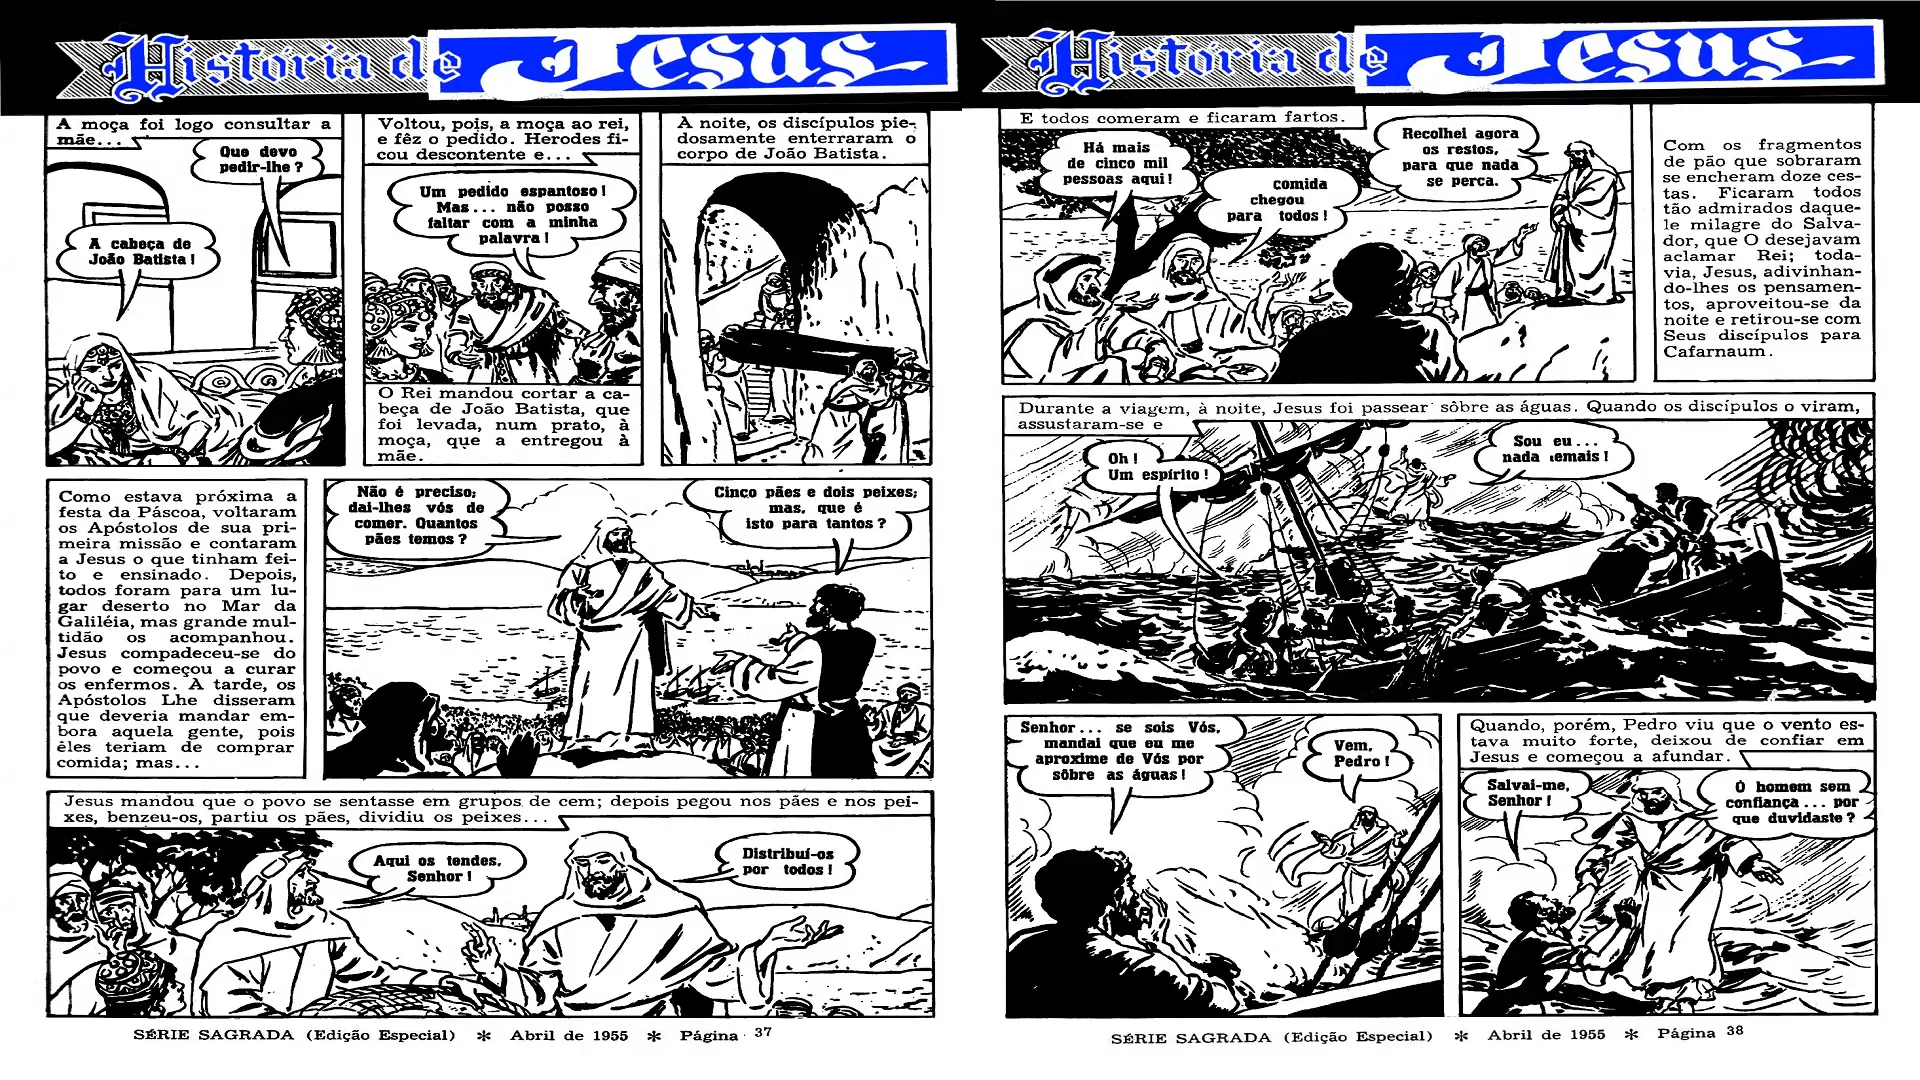 História de Jesus
A moça foi logo consultar a
mãe...
Que devo
pedir-lhe ?
A cabeça de
João Batista !
Voltou, pois, a moça ao rei,
e fêz o pedido. Herodes fi-
cou descontente e...
Um pedido espantoso !
Mas... não posso
faltar com a minha
palavra !
O Rei mandou cortar a ca-
beça de João Batista, que
foi levada, num prato, à
moça, que a entregou à
mãe.
À noite, os discípulos pie-
dosamente enterraram o
corpo de João Batista.
Como estava próxima a
festa da Páscoa, voltaram
os Apóstolos de sua pri-
meira missão e contaram
a Jesus o que tinham fei-
to e ensinado. Depois,
todos foram para um lu-
gar deserto no Mar da
Galiléia, mas grande mul-
tidão os acompanhou.
Jesus compadeceu-se do
povo e começou a curar
os enfermos. À tarde, os
Apóstolos Lhe disseram
que deveria mandar em-
bora aquela gente, pois
êles teriam de comprar
comida; mas...
Não é preciso;
dai-lhes vós de
comer. Quantos
pães temos ?
Cinco pães e dois peixes;
mas, que é
isto para tantos ?
Jesus mandou que o povo se sentasse em grupos de cem; depois pegou nos pães e nos pei-
xes, benzeu-os, partiu os pães, dividiu os peixes...
Aqui os tendes,
Senhor !
Distribuí-os
por todos !
SÉRIE SAGRADA (Edição Especial) * Abril de 1955 * Página 37
História de Jesus
E todos comeram e ficaram fartos.
Há mais
de cinco mil
pessoas aqui !
comida
chegou
para todos !
Recolhei agora
os restos,
para que nada
se perca.
Com os fragmentos
de pão que sobraram
se encheram doze ces-
tas. Ficaram todos
tão admirados daque-
le milagre do Salva-
dor, que O desejavam
aclamar Rei; toda-
via, Jesus, adivinhan-
do-lhes os pensamen-
tos, aproveitou-se da
noite e retirou-se com
Seus discípulos para
Cafarnaum.
Durante a viagem, à noite, Jesus foi passear sôbre as águas. Quando os discípulos o viram,
assustaram-se e
Oh !
Um espírito !
Sou eu...
nada temais !
Senhor... se sois Vós,
mandai que eu me
aproxime de Vós por
sôbre as águas !
Vem,
Pedro !
Quando, porém, Pedro viu que o vento es-
tava muito forte, deixou de confiar em
Jesus e começou a afundar.
Salvai-me,
Senhor !
Ó homem sem
confiança... por
que duvidaste ?
SÉRIE SAGRADA (Edição Especial) * Abril de 1955 * Página 38